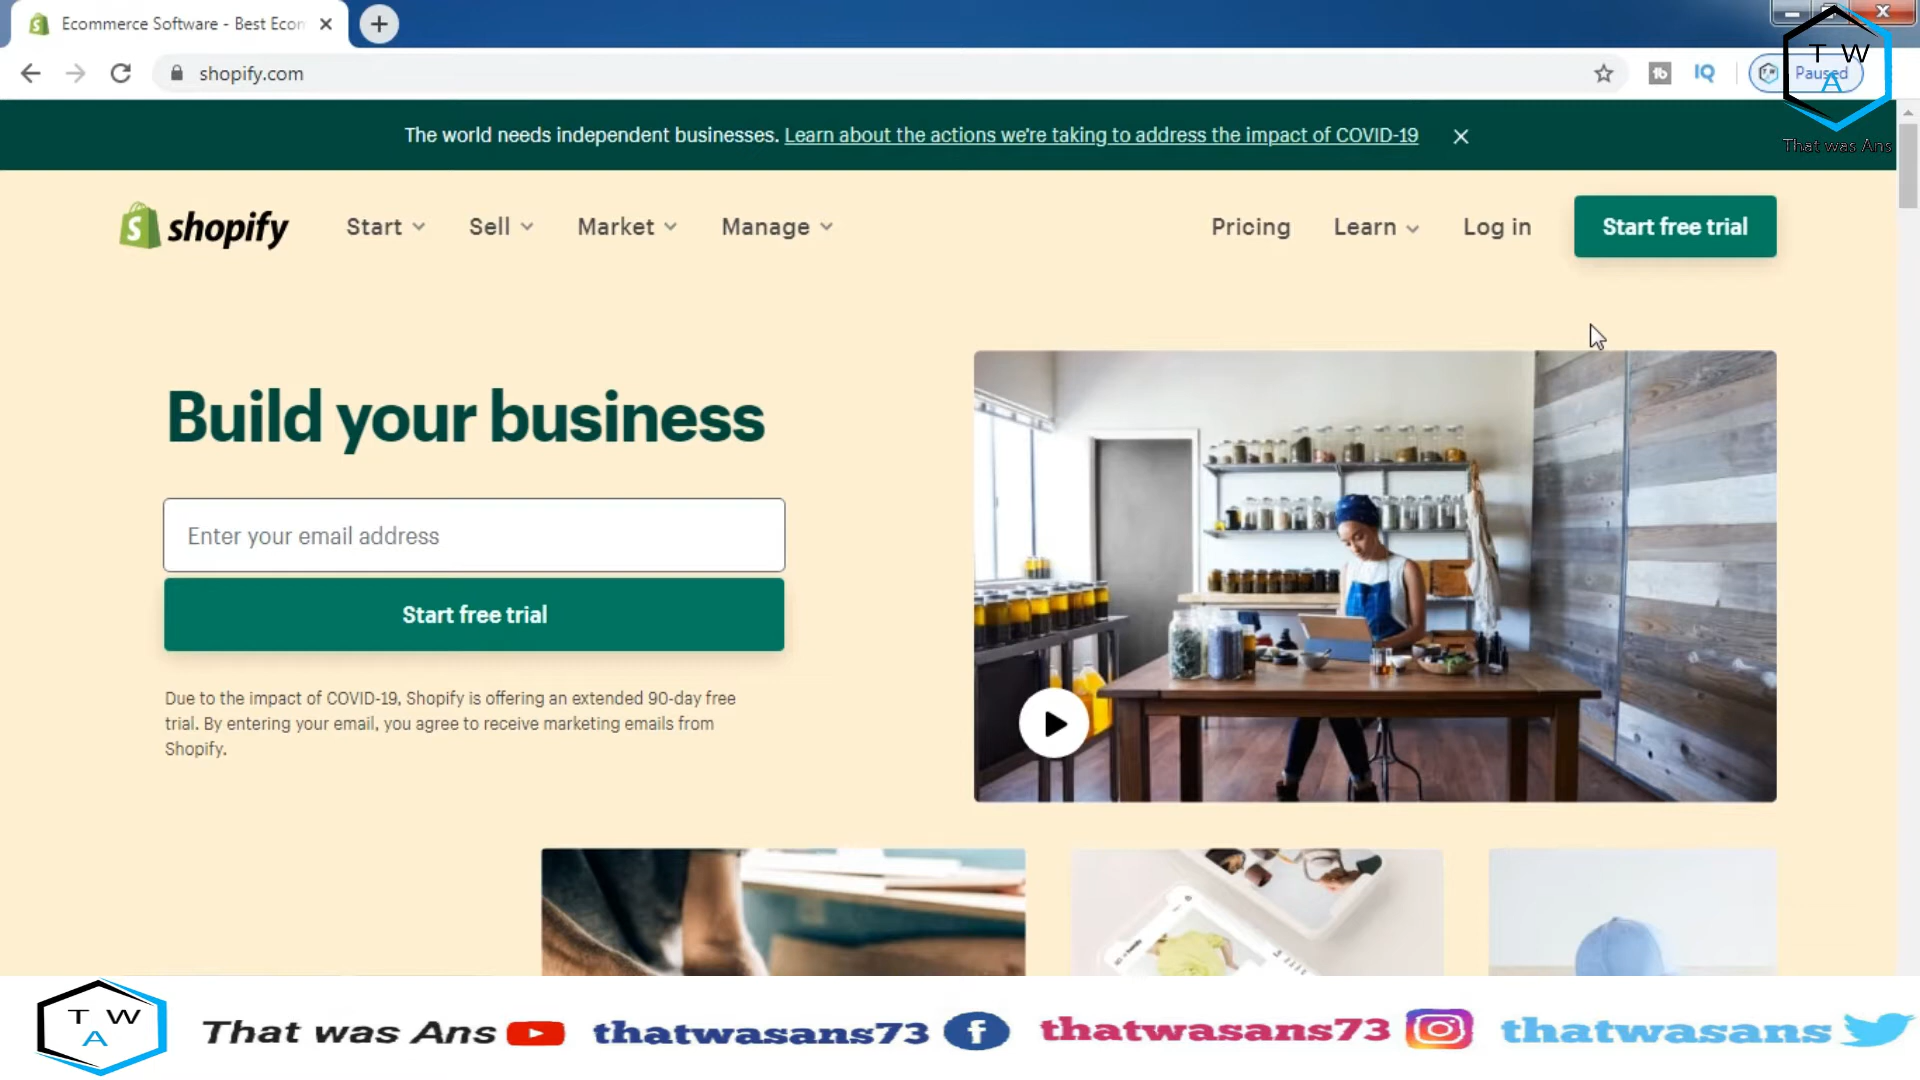 Ecommerce Software - Best Econ
shopify.com
IQ
Paused
T W
A
That was Ans
The world needs independent businesses. Learn about the actions we're taking to address the impact of COVID-19
shopify
Start
Sell
Market
Manage
Pricing
Learn
Log in
Start free trial
Build your business
Enter your email address
Start free trial
Due to the impact of COVID-19, Shopify is offering an extended 90-day free
trial. By entering your email, you agree to receive marketing emails from
Shopify.
T W
A
That was Ans
thatwasans73
thatwasans73
thatwasans